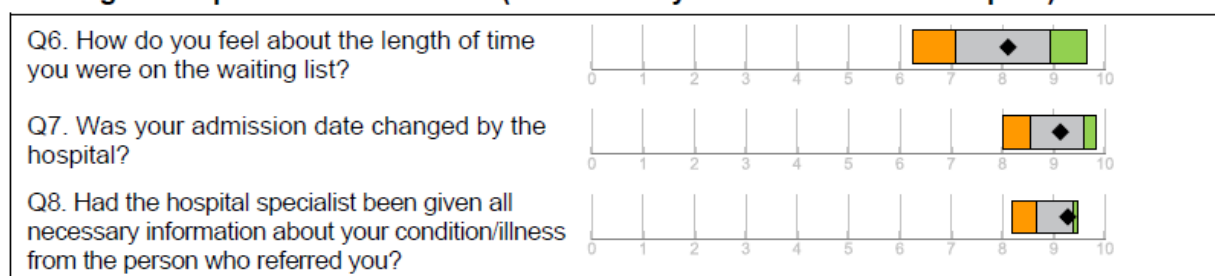 Q6. How do you feel about the length of time
you were on the waiting list?
0 1 2 3 4 5 6 7 8 9 10
Q7. Was your admission date changed by the
hospital?
0 1 2 3 4 5 6 7 8 9 10
Q8. Had the hospital specialist been given all
necessary information about your condition/illness
from the person who referred you?
0 1 2 3 4 5 6 7 8 9 10